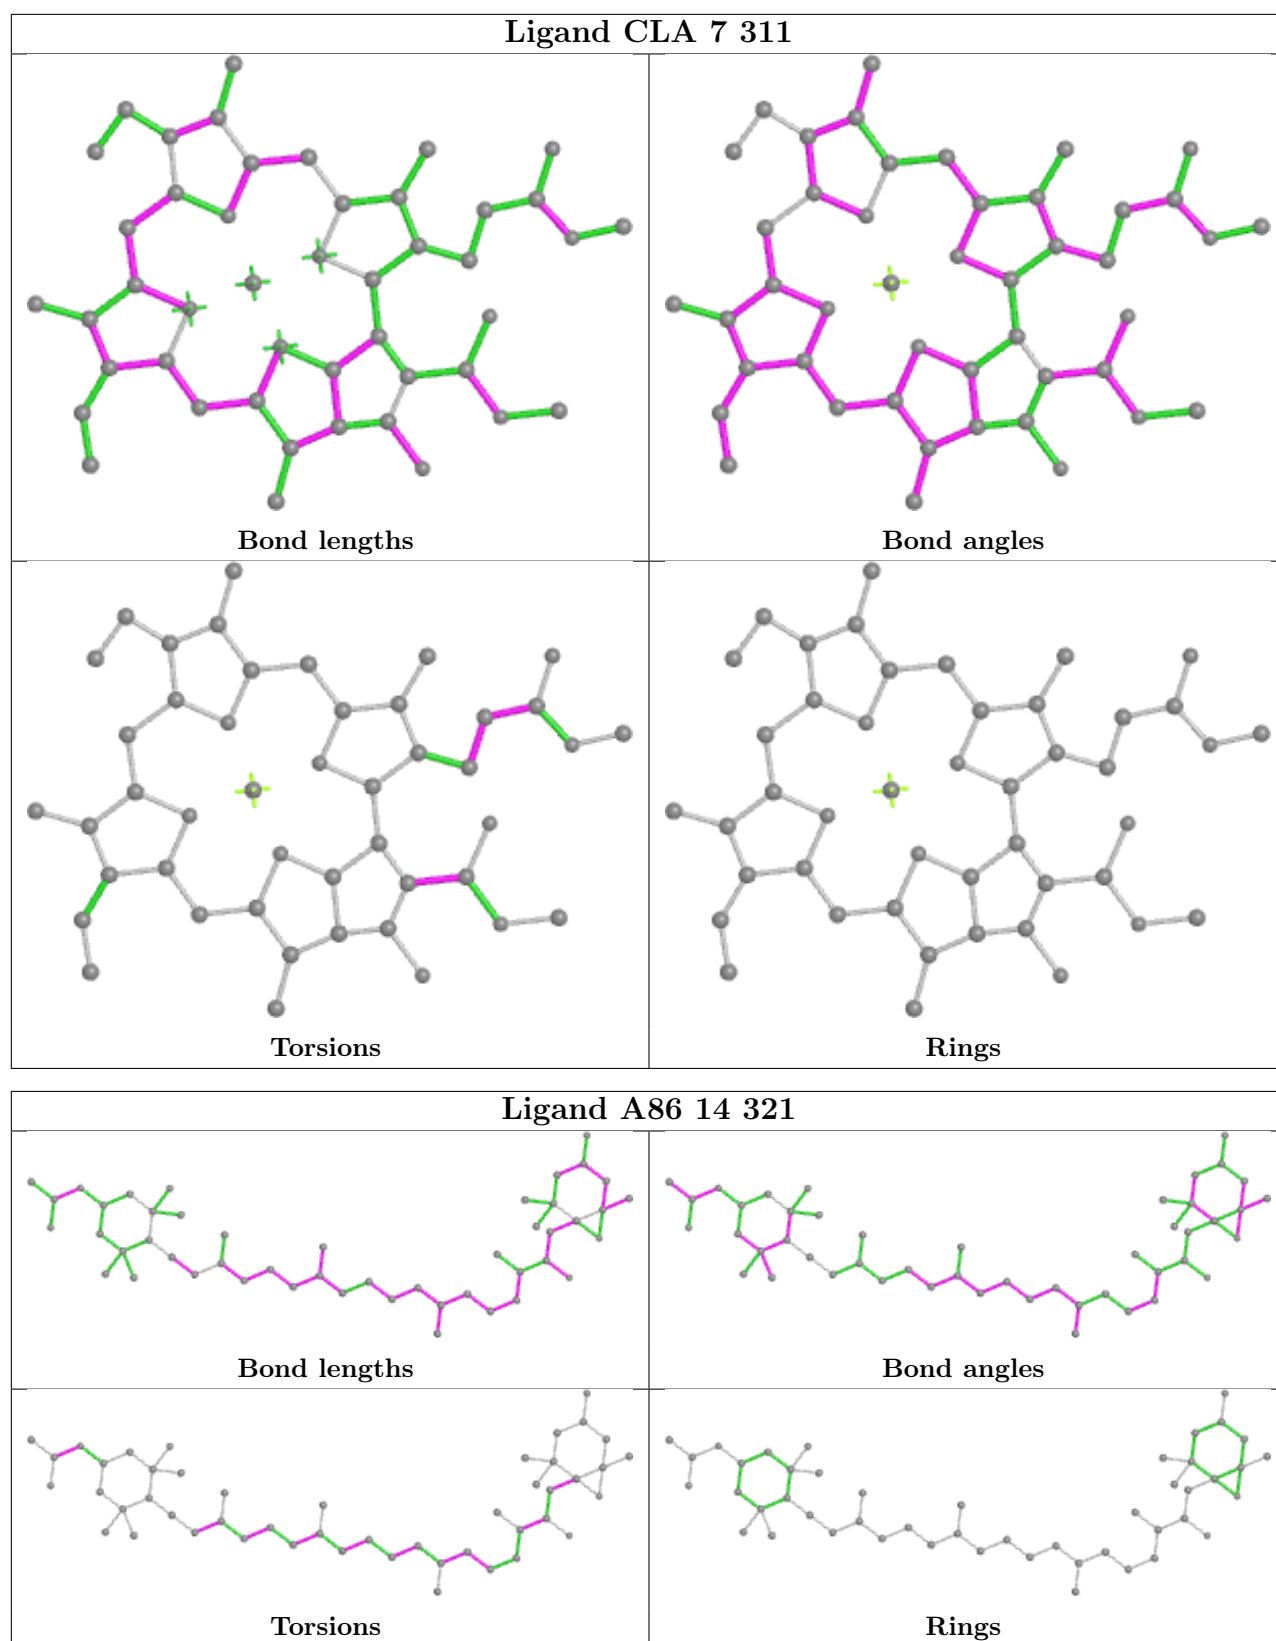 Ligand CLA 7 311
Bond lengths
Bond angles
Torsions
Rings
Ligand A86 14 321
Bond lengths
Bond angles
Torsions
Rings